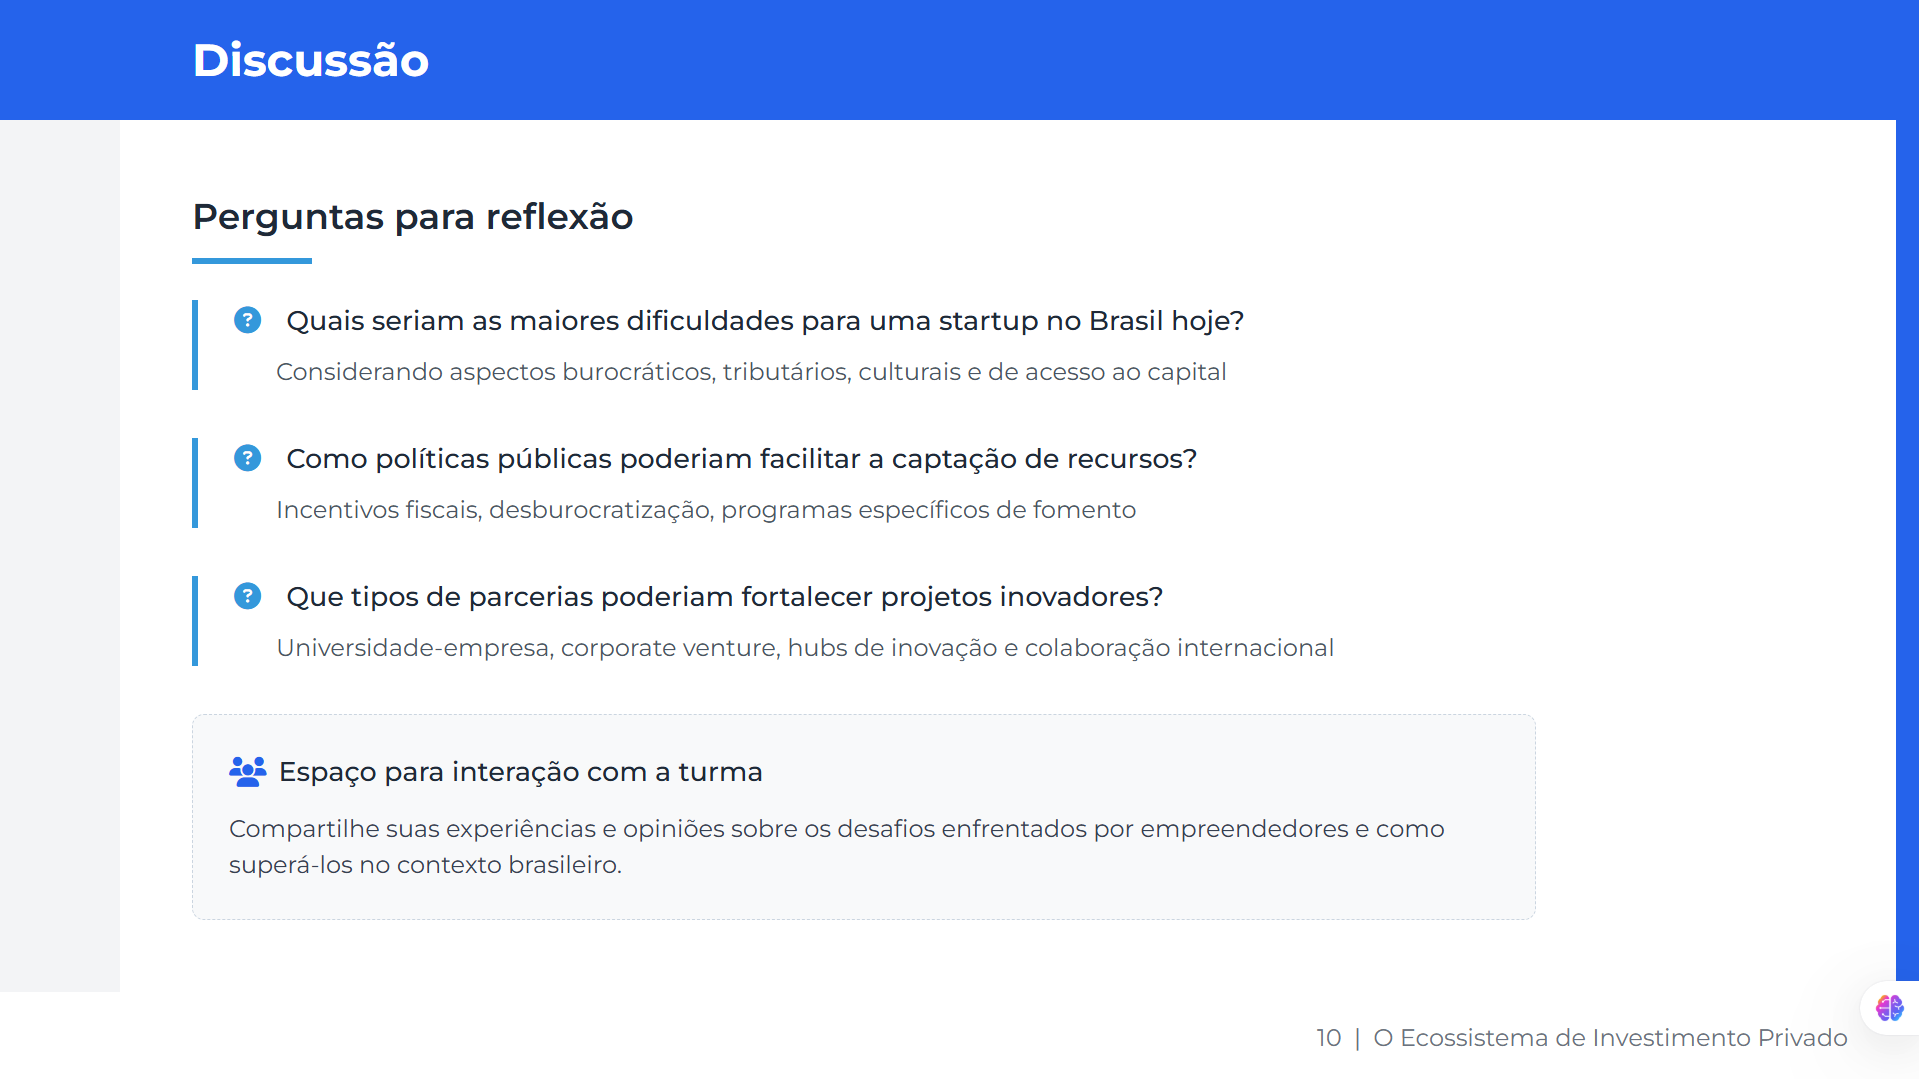 Discussão
Perguntas para reflexão
Quais seriam as maiores dificuldades para uma startup no Brasil hoje?
Considerando aspectos burocráticos, tributários, culturais e de acesso ao capital
Como políticas públicas poderiam facilitar a captação de recursos?
Incentivos fiscais, desburocratização, programas específicos de fomento
Que tipos de parcerias poderiam fortalecer projetos inovadores?
Universidade-empresa, corporate venture, hubs de inovação e colaboração internacional
Espaço para interação com a turma
Compartilhe suas experiências e opiniões sobre os desafios enfrentados por empreendedores e como
superá-los no contexto brasileiro.
10 | O Ecossistema de Investimento Privado